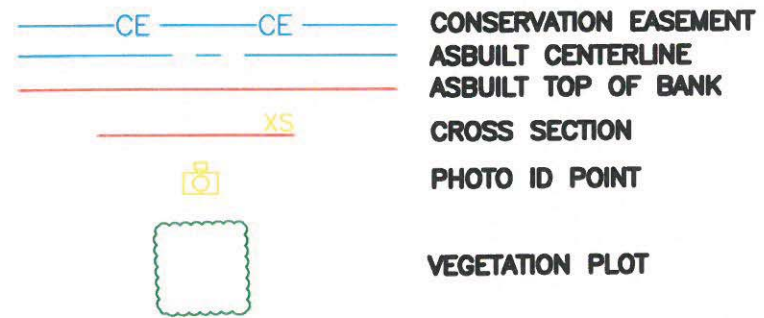 CE CE CONSERVATION EASEMENT
ASBUILT CENTERLINE
ASBUILT TOP OF BANK
XS CROSS SECTION
PHOTO ID POINT
VEGETATION PLOT